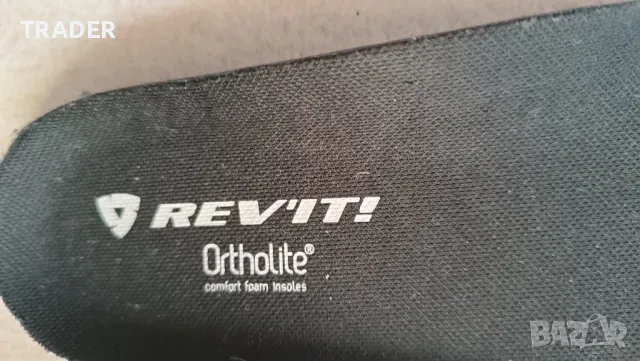 TRADER
REV'IT!
Ortholite®
comfort foam insoles
BAZAR